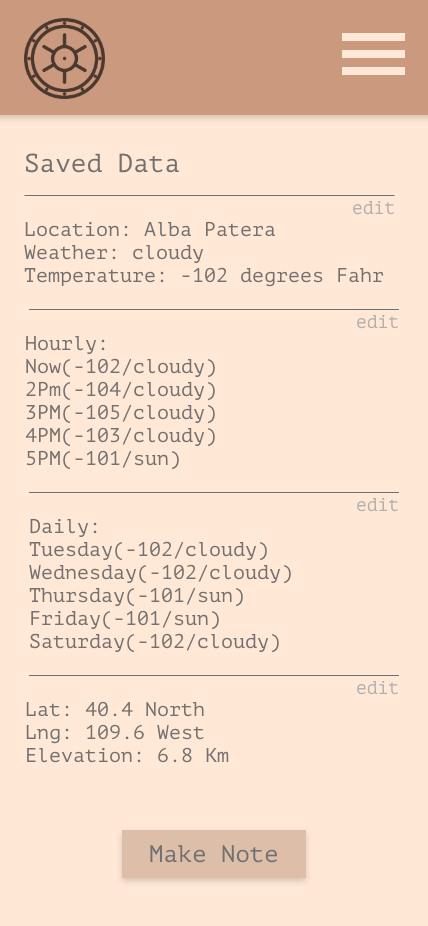 Saved Data
edit
Location: Alba Patera
Weather: cloudy
Temperature: -102 degrees Fahr
edit
Hourly:
Now(-102/cloudy)
2Pm(-104/cloudy)
3PM(-105/cloudy)
4PM(-103/cloudy)
5PM(-101/sun)
edit
Daily:
Tuesday(-102/cloudy)
Wednesday(-102/cloudy)
Thursday(-101/sun)
Friday(-101/sun)
Saturday(-102/cloudy)
edit
Lat: 40.4 North
Lng: 109.6 West
Elevation: 6.8 Km
Make Note